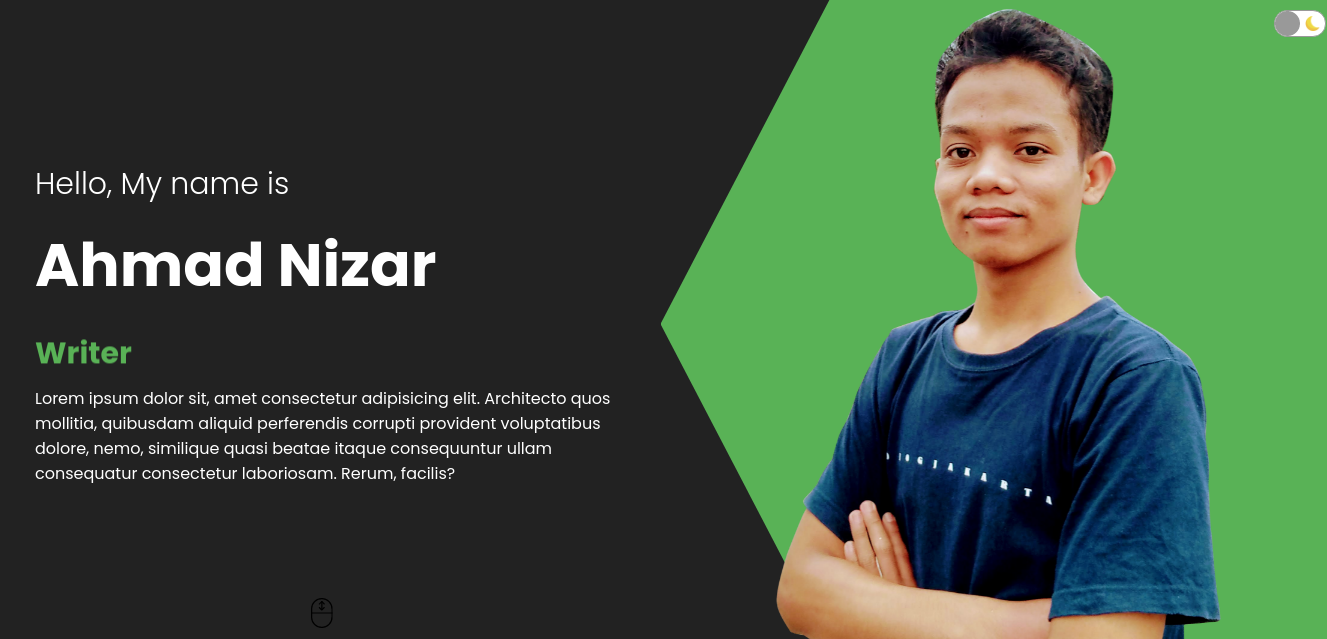 Hello, My name is
Ahmad Nizar
Writer
Lorem ipsum dolor sit, amet consectetur adipisicing elit. Architecto quos
mollitia, quibusdam aliquid perferendis corrupti provident voluptatibus
dolore, nemo, similique quasi beatae itaque consequuntur ullam
consequatur consectetur laboriosam. Rerum, facilis?